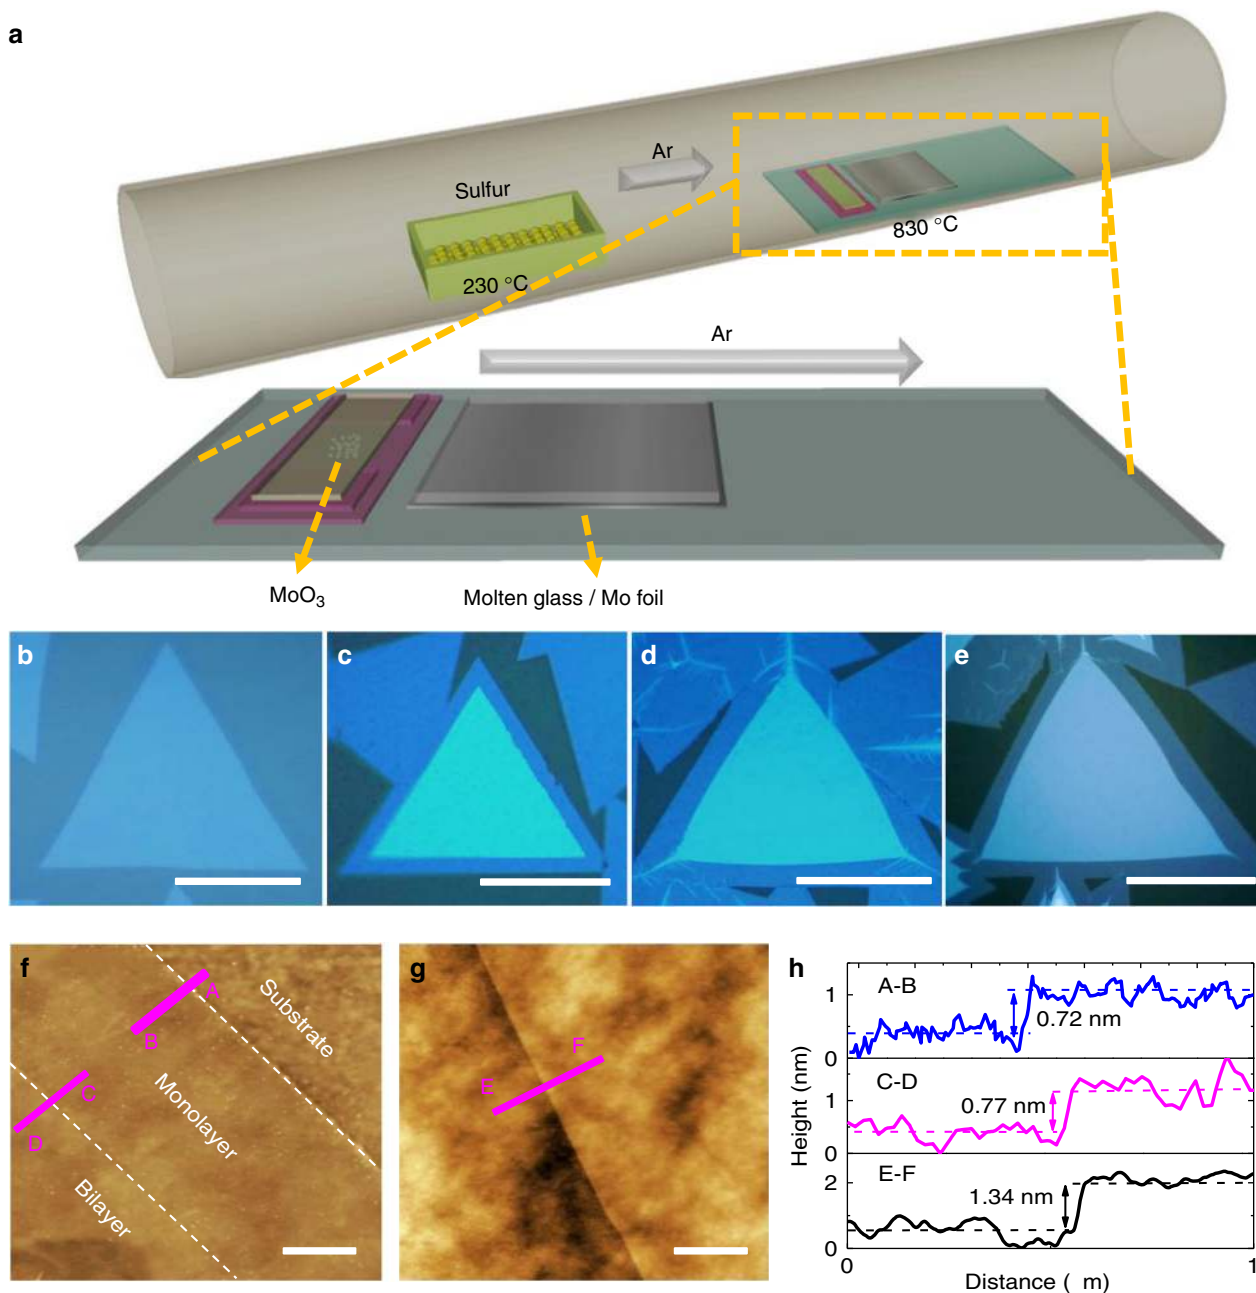 a
Ar
Sulfur
830 °C
230 °C
Ar
MoO3
Molten glass / Mo foil
b
c
d
e
f
A
B
C
D
Substrate
Monolayer
Bilayer
g
E
F
h
A-B
0.72 nm
C-D
0.77 nm
E-F
1.34 nm
Height (nm)
1
0
1
0
2
0
0
1
Distance ( m)